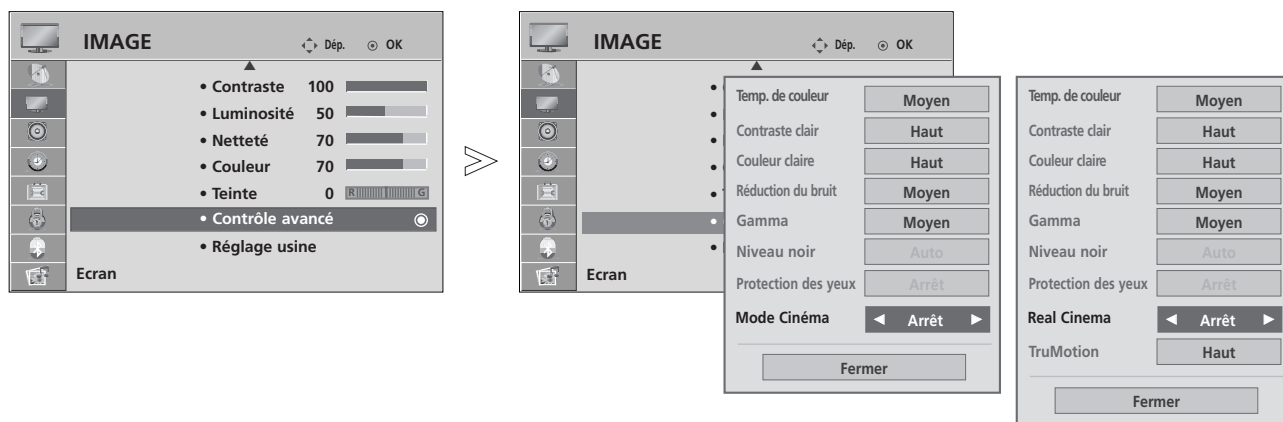 IMAGE Dép. OK
• Contraste 100
• Luminosité 50
• Netteté 70
• Couleur 70
• Teinte 0 R G
• Contrôle avancé
• Réglage usine
Ecran
IMAGE Dép. OK
Ecran
Temp. de couleur Moyen
Contraste clair Haut
Couleur claire Haut
Réduction du bruit Moyen
Gamma Moyen
Niveau noir Auto
Protection des yeux Arrêt
Mode Cinéma ◀ Arrêt ▶
Fermer
Temp. de couleur Moyen
Contraste clair Haut
Couleur claire Haut
Réduction du bruit Moyen
Gamma Moyen
Niveau noir Auto
Protection des yeux Arrêt
Real Cinema ◀ Arrêt ▶
TruMotion Haut
Fermer